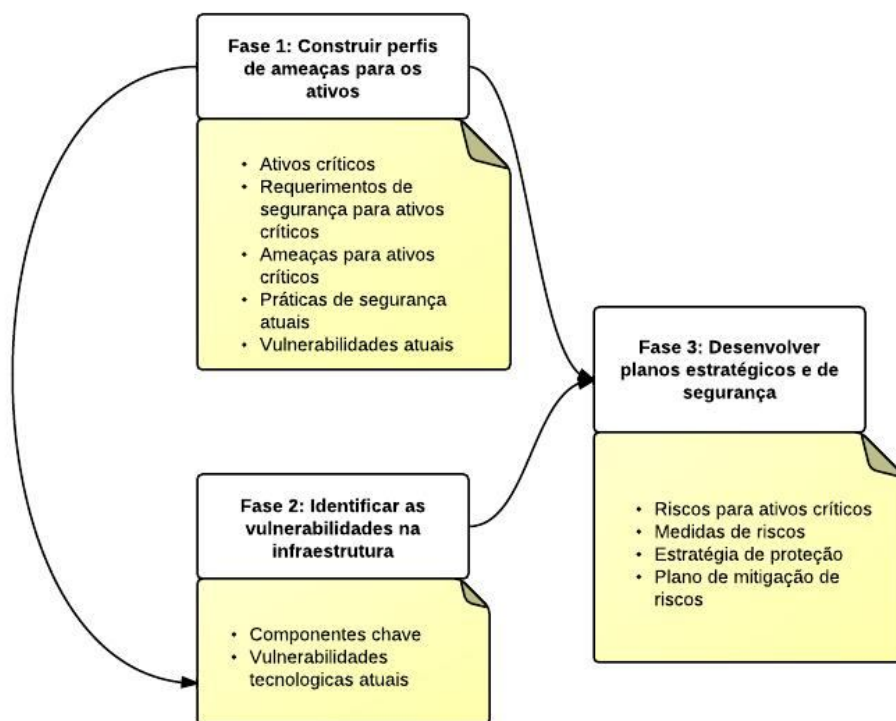 Fase 1: Construir perfis
de ameaças para os
ativos
• Ativos críticos
• Requerimentos de
segurança para ativos
críticos
• Ameaças para ativos
críticos
• Práticas de segurança
atuais
• Vulnerabilidades atuais
Fase 2: Identificar as
vulnerabilidades na
infraestrutura
• Componentes chave
• Vulnerabilidades
tecnologicas atuais
Fase 3: Desenvolver
planos estratégicos e de
segurança
• Riscos para ativos críticos
• Medidas de riscos
• Estratégia de proteção
• Plano de mitigação de
riscos